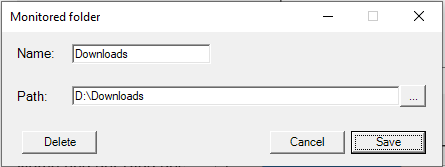 Monitored folder
Name: Downloads
Path: D:\Downloads ...
Delete Cancel Save